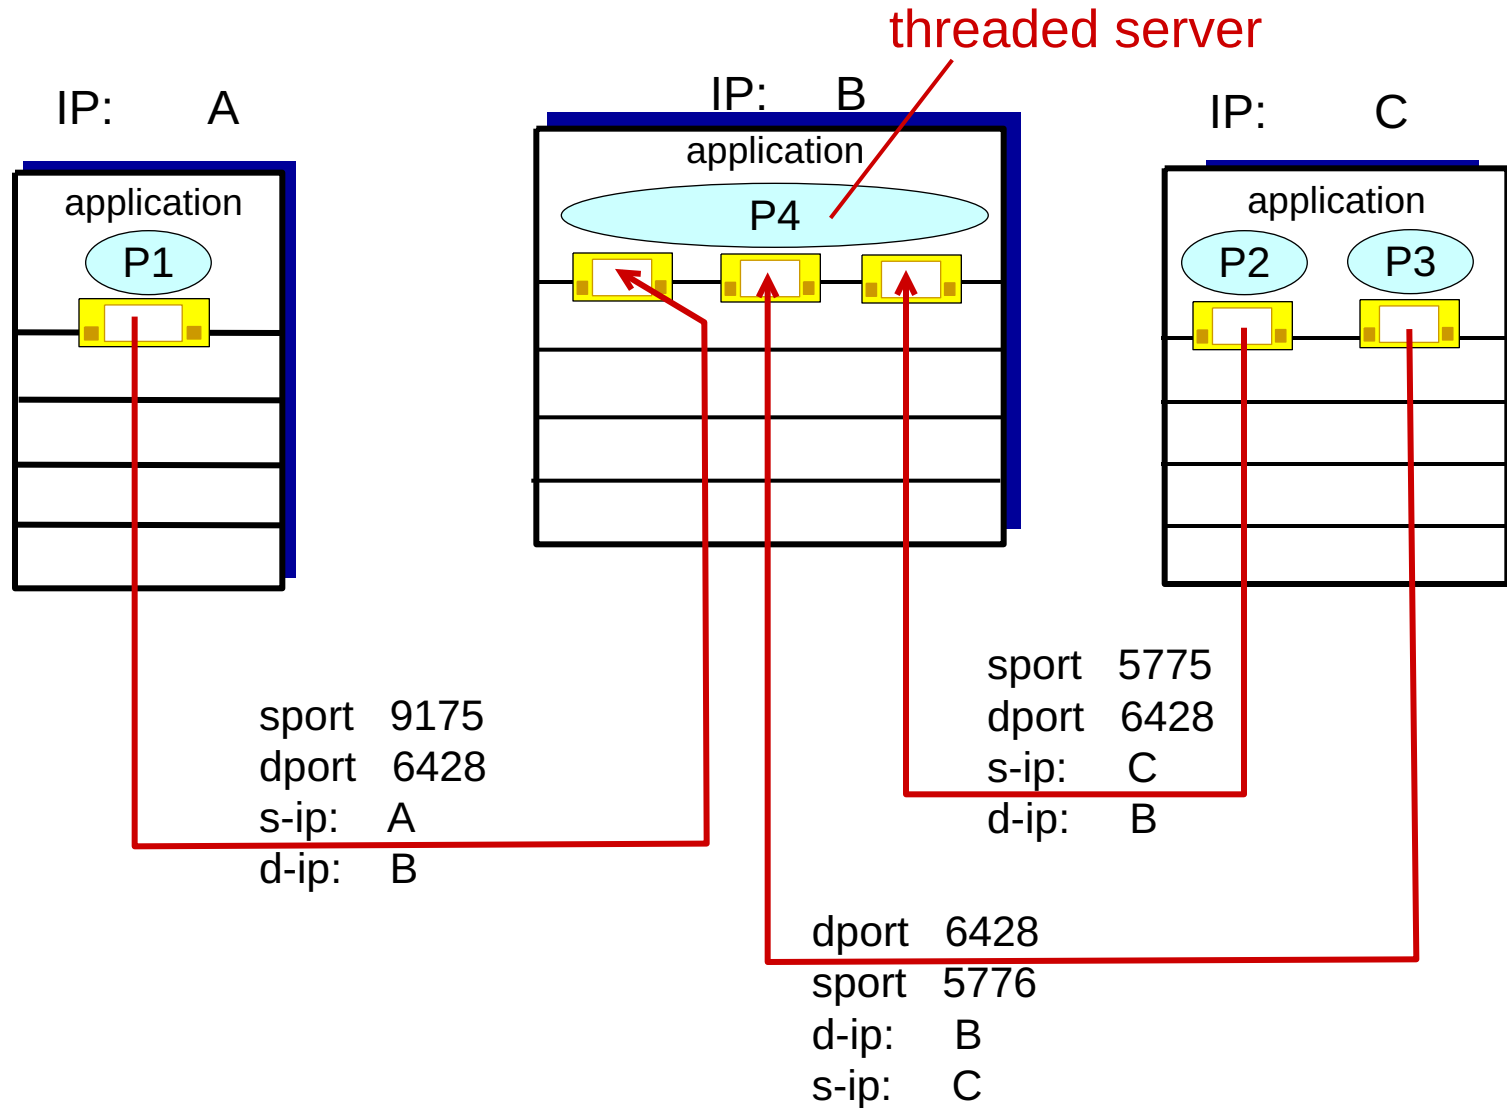 threaded server
IP: A
IP: B
IP: C
application
application
application
P1
P4
P2
P3
sport 9175
dport 6428
s-ip: A
d-ip: B
sport 5775
dport 6428
s-ip: C
d-ip: B
dport 6428
sport 5776
d-ip: B
s-ip: C